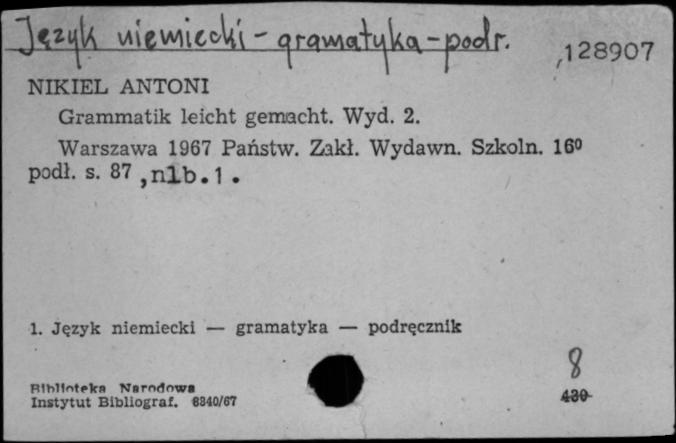 Język niemiecki - gramatyka - podr.
128907
NIKIEL ANTONI
Grammatik leicht gemacht. Wyd. 2.
Warszawa 1967 Państw. Zakł. Wydawn. Szkoln. 16º
podł. s. 87 , nlb. 1 .
1. Język niemiecki — gramatyka — podręcznik
8
Biblioteka Narodowa
Instytut Bibliograf. 6340/67
430